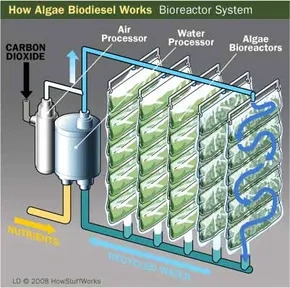 How Algae Biodiesel Works Bioreactor System
Air
Processor
Water
Processor
Algae
Bioreactors
CARBON
DIOXIDE
NUTRIENTS
RECYCLED WATER
LD © 2008 HowStuffWorks